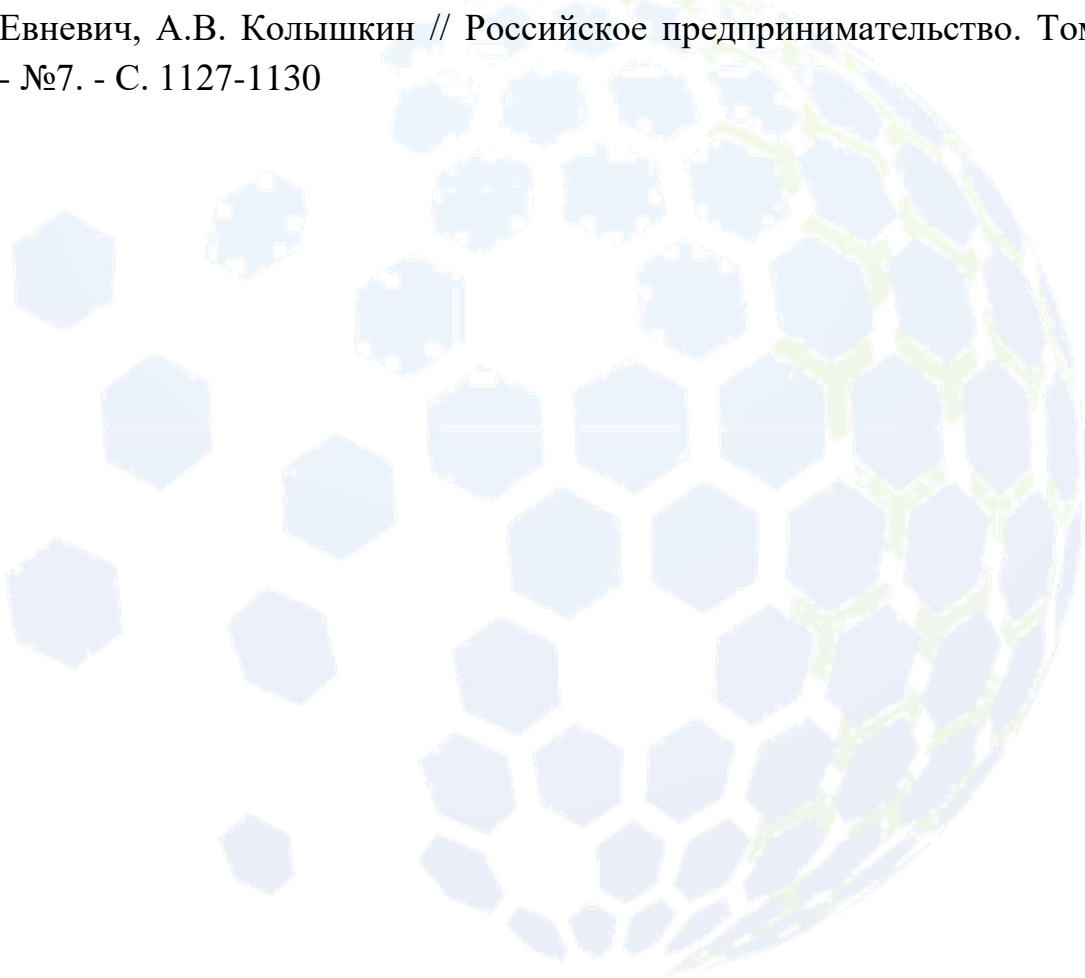 Евневич, А.В. Колышкин // Российское предпринимательство. Том
- №7. - С. 1127-1130